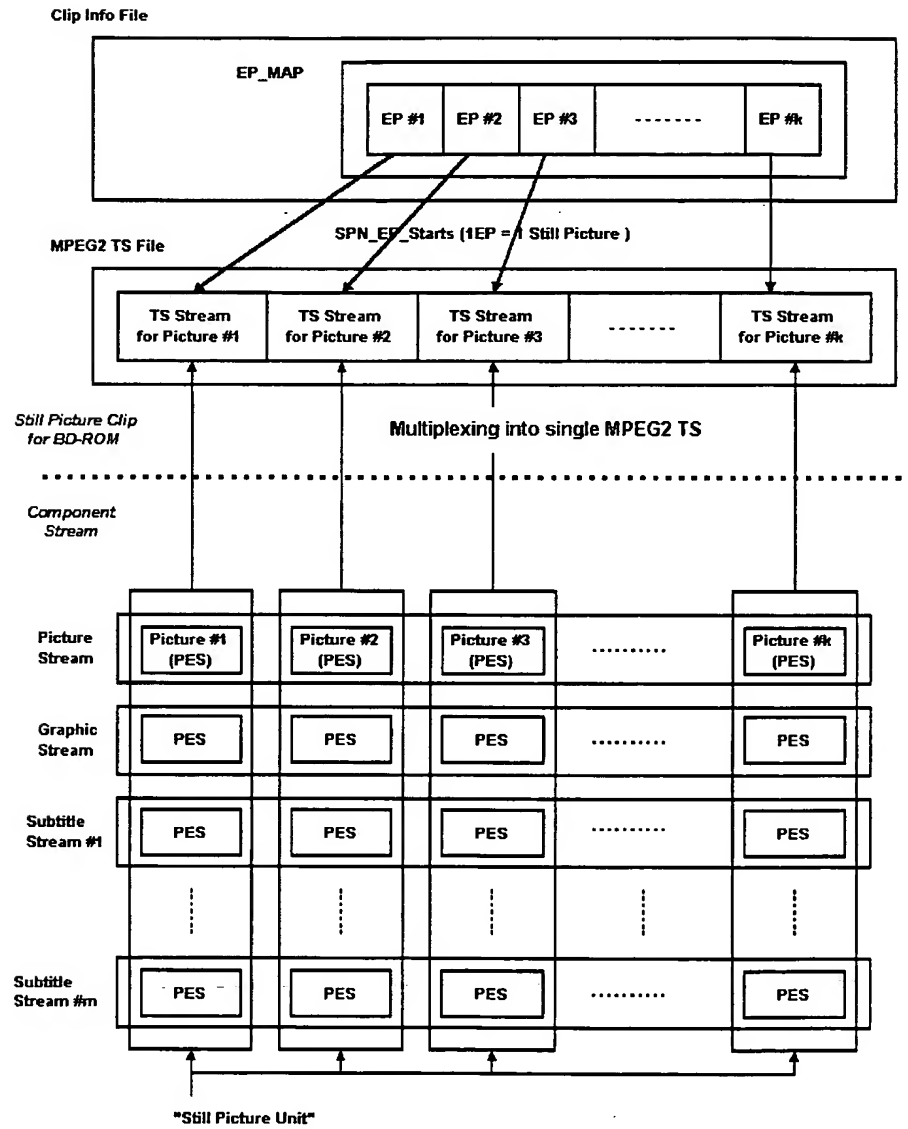 Clip Info File
EP_MAP
EP #1 EP #2 EP #3 ------- EP #k
SPN_EP_Starts (1EP = 1 Still Picture )
MPEG2 TS File
TS Stream for Picture #1
TS Stream for Picture #2
TS Stream for Picture #3
-------
TS Stream for Picture #k
Still Picture Clip
for BD-ROM
Multiplexing into single MPEG2 TS
Component
Stream
Picture
Stream
Picture #1
(PES)
Picture #2
(PES)
Picture #3
(PES)
..........
Picture #k
(PES)
Graphic
Stream
PES PES PES .......... PES
Subtitle
Stream #1
PES PES PES .......... PES
Subtitle
Stream #m
PES PES PES .......... PES
"Still Picture Unit"